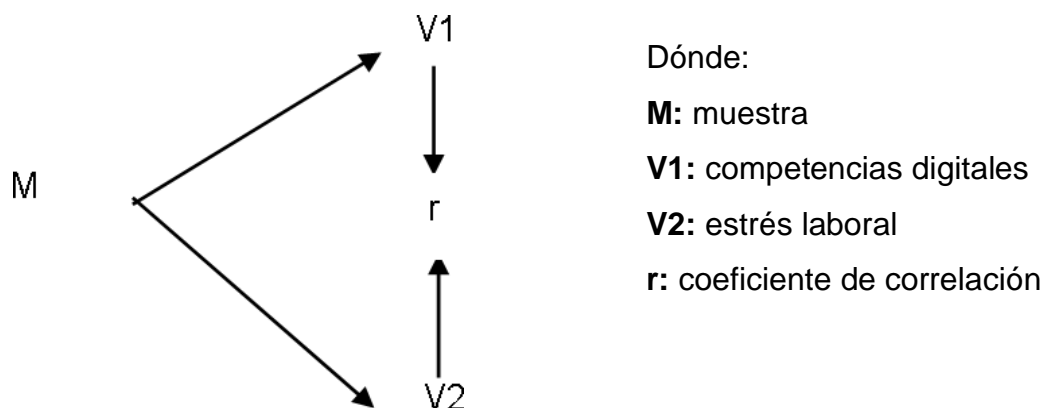 V1
M
r
V2
Dónde:
M: muestra
V1: competencias digitales
V2: estrés laboral
r: coeficiente de correlación